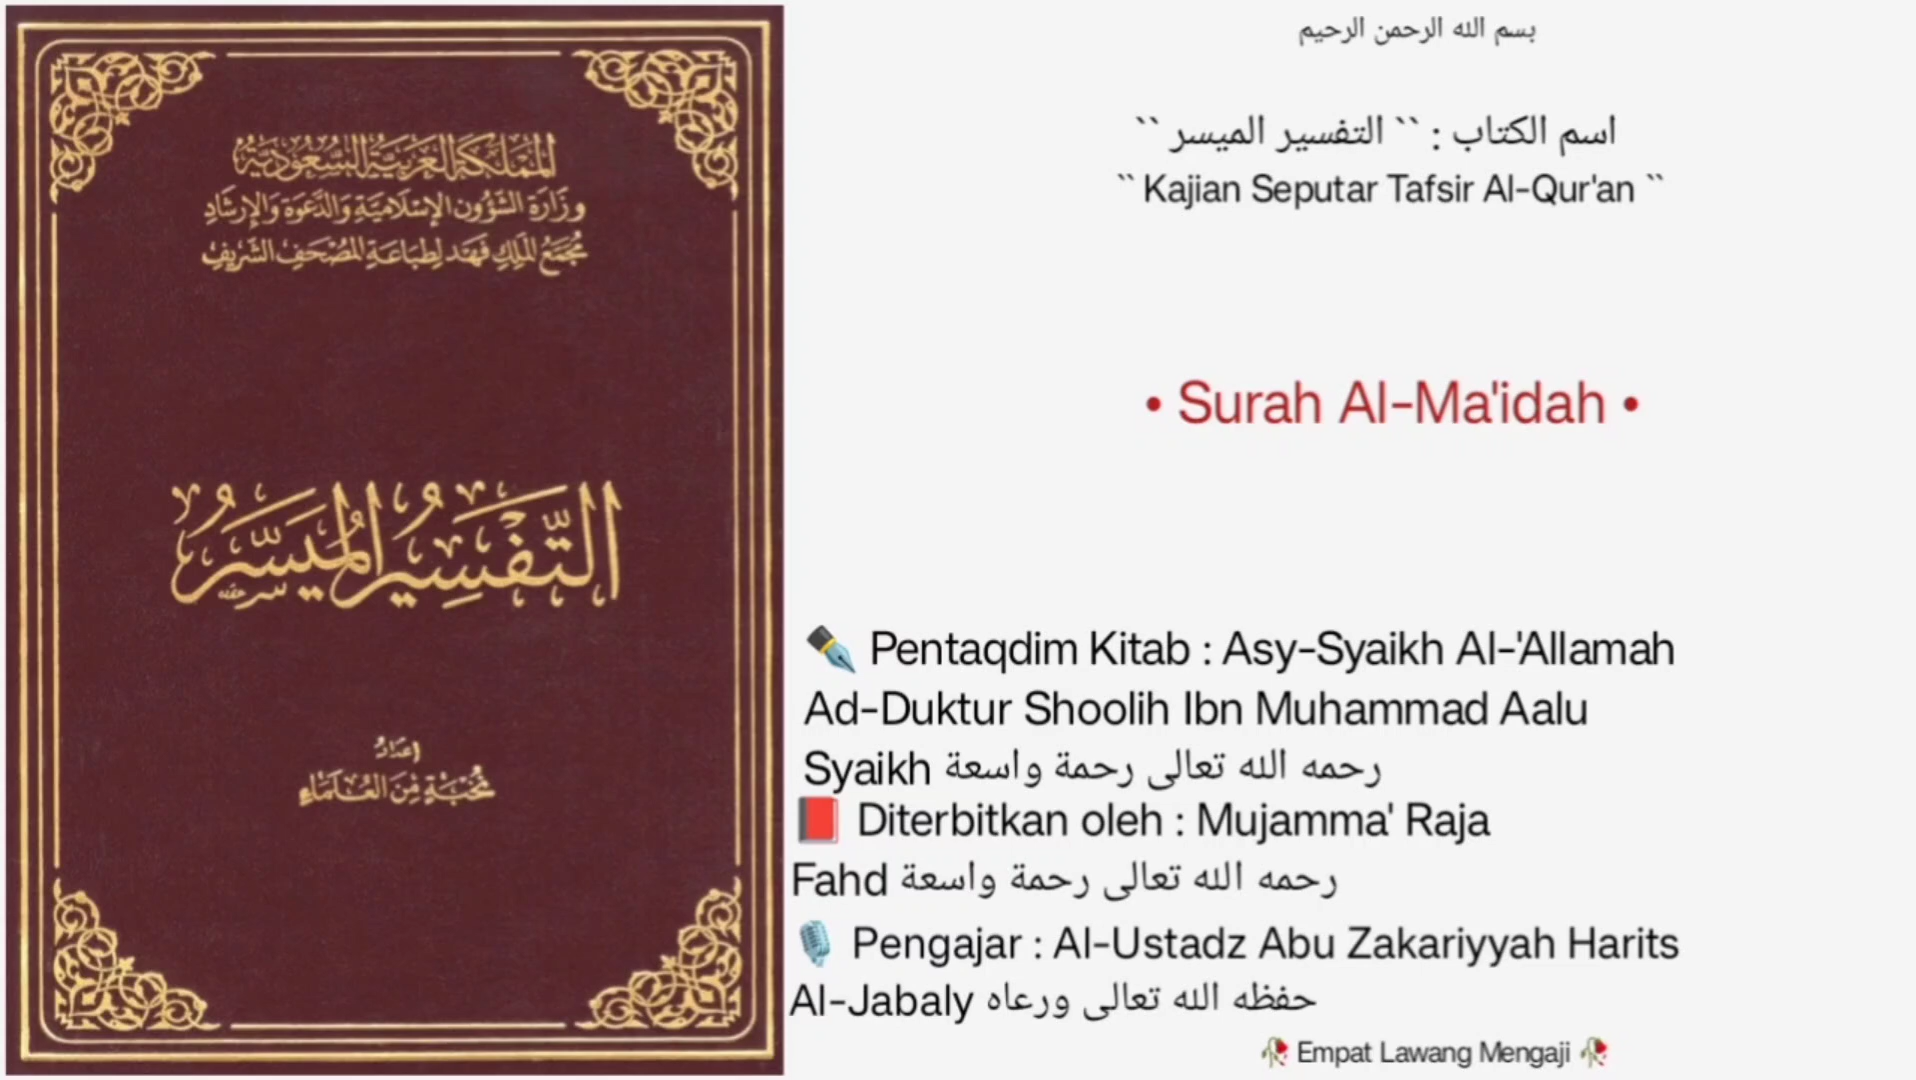 المملكة العربية السعودية
وزارة الشؤون الإسلامية والدعوة والإرشاد
مجمع الملك فهد لطباعة المصحف الشريف
التفسير الميسر
إعداد
نخبة من العلماء
بسم الله الرحمن الرحيم
اسم الكتاب : `` التفسير الميسر ``
`` Kajian Seputar Tafsir Al-Qur'an ``
• Surah Al-Ma'idah •
✒️ Pentaqdim Kitab : Asy-Syaikh Al-'Allamah
Ad-Duktur Shoolih Ibn Muhammad Aalu
Syaikh رحمه الله تعالى رحمة واسعة
📕 Diterbitkan oleh : Mujamma' Raja
Fahd رحمه الله تعالى رحمة واسعة
🎙️ Pengajar : Al-Ustadz Abu Zakariyyah Harits
Al-Jabaly حفظه الله تعالى ورعاه
🥀 Empat Lawang Mengaji 🥀